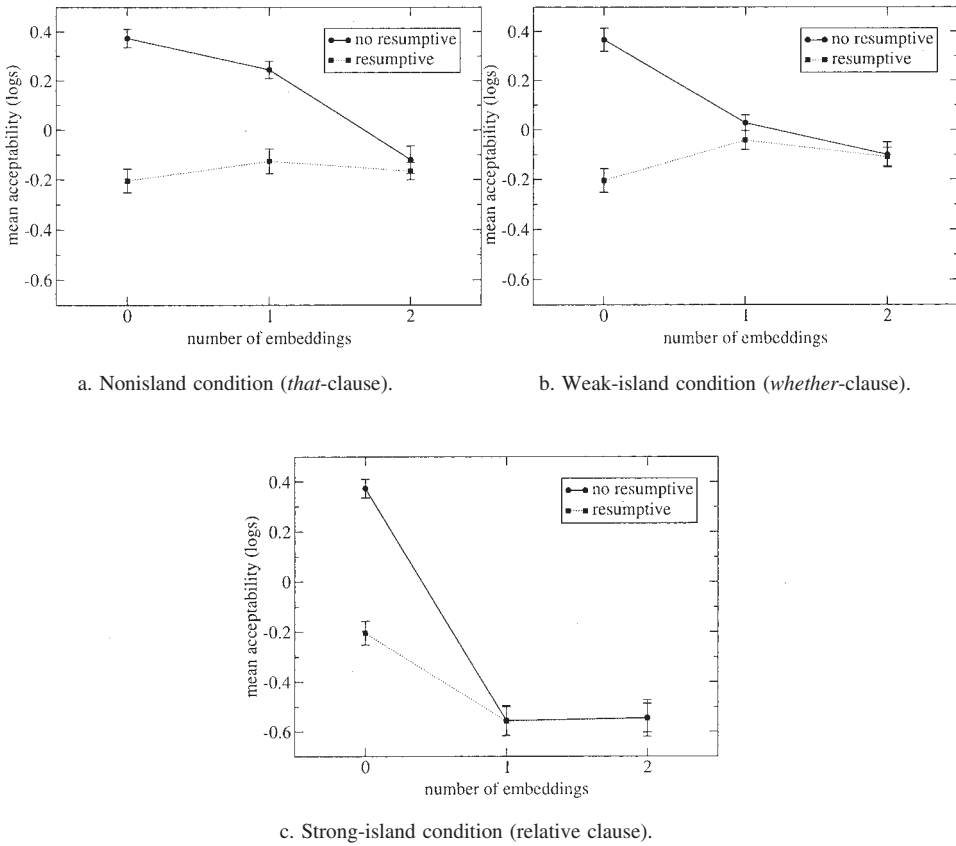 0.4
0.2
0
-0.2
-0.4
-0.6
mean acceptability (logs)
no resumptive
resumptive
0 1 2
number of embeddings
a. Nonisland condition (that-clause).
0.4
0.2
0
-0.2
-0.4
-0.6
mean acceptability (logs)
no resumptive
resumptive
0 1 2
number of embeddings
b. Weak-island condition (whether-clause).
0.4
0.2
0
-0.2
-0.4
-0.6
mean acceptability (logs)
no resumptive
resumptive
0 1 2
number of embeddings
c. Strong-island condition (relative clause).